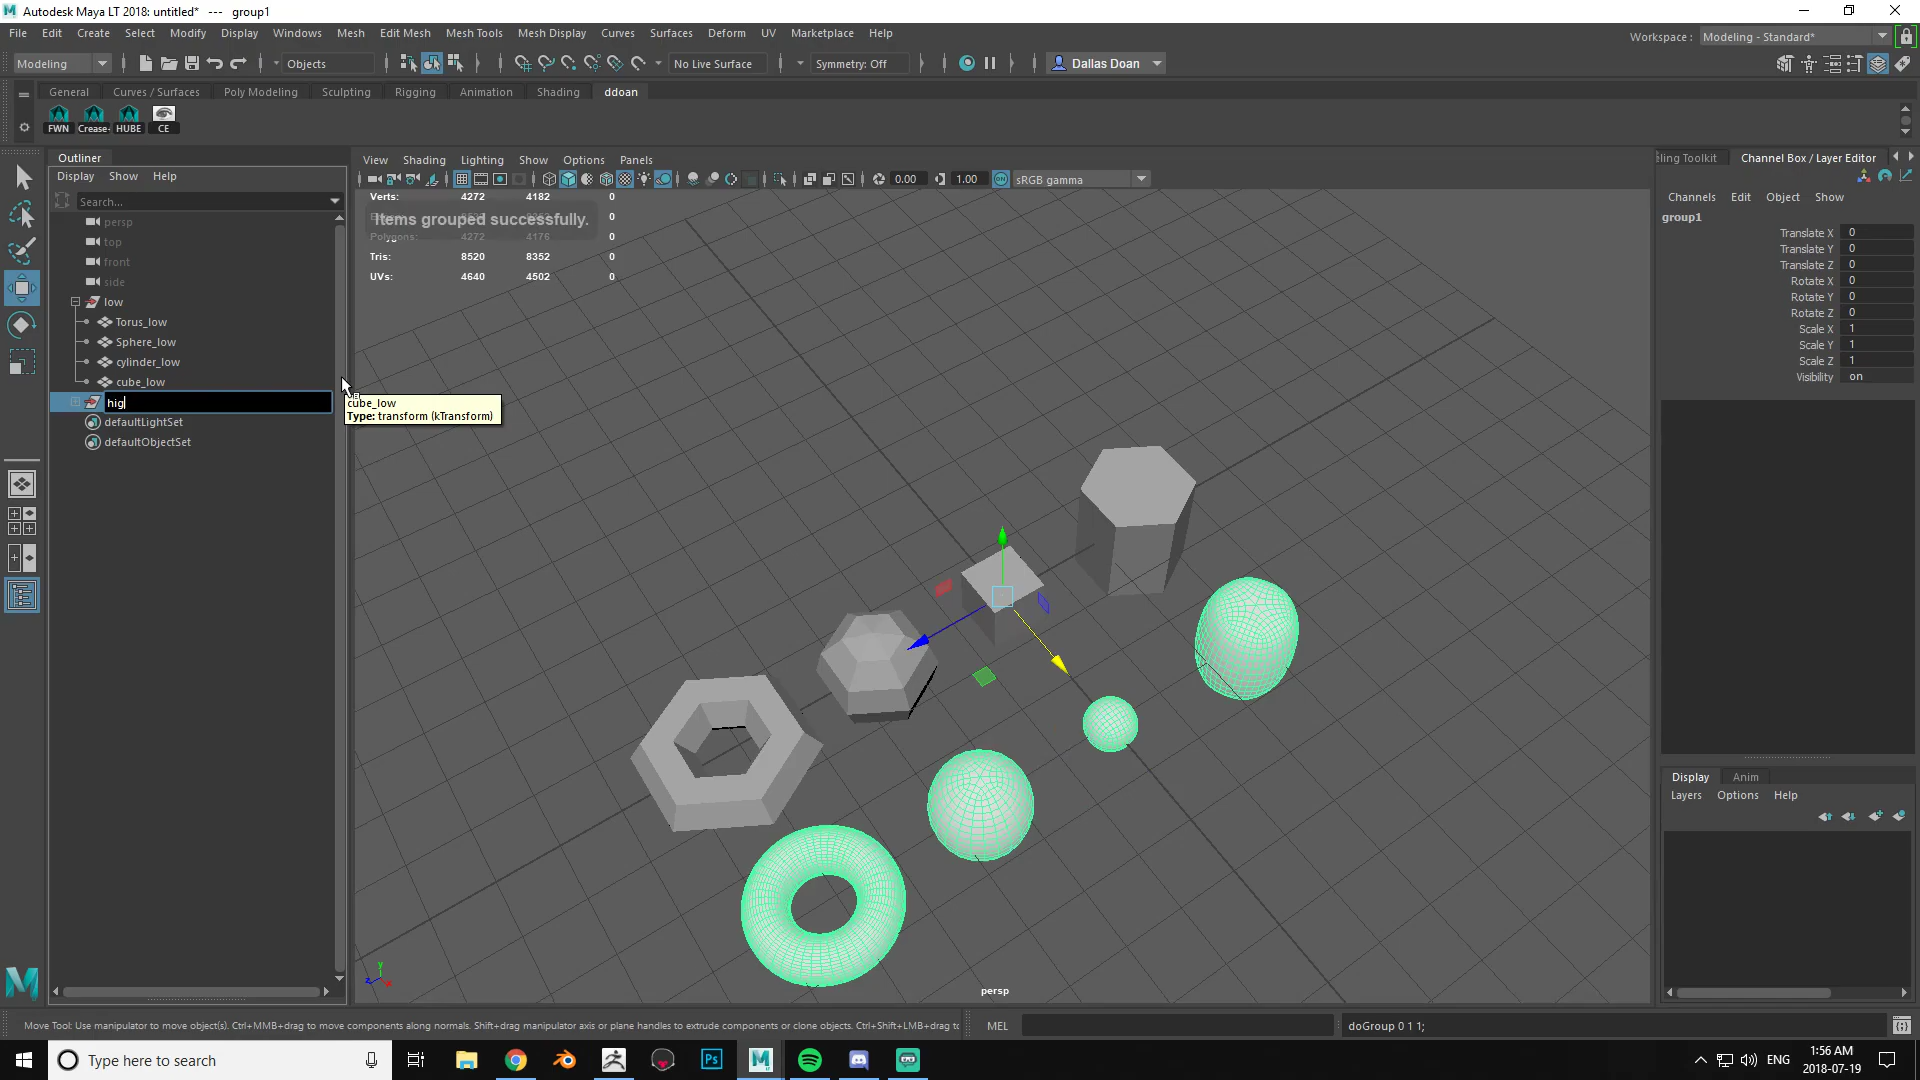 Autodesk Maya LT 2018: untitled*   ---   group1
File Edit Create Select Modify Display Windows Mesh Edit Mesh Mesh Tools Mesh Display Curves Surfaces Deform UV Marketplace Help
Workspace : Modeling - Standard*
Modeling Objects No Live Surface Symmetry: Off Dallas Doan
General Curves / Surfaces Poly Modeling Sculpting Rigging Animation Shading ddoan
FWN Crease- HUBE CE
Outliner
Display Show Help
Search...
persp
top
front
side
low
Torus_low
Sphere_low
cylinder_low
cube_low
hig
defaultLightSet
defaultObjectSet
cube_low
Type: transform (kTransform)
View Shading Lighting Show Options Panels
0.00 1.00 ON sRGB gamma
Verts: 4272 4182 0
Items grouped successfully.
0
Polygons: 4272 4176 0
Tris: 8520 8352 0
UVs: 4640 4502 0
y
z
x
persp
eling Toolkit Channel Box / Layer Editor
Channels Edit Object Show
group1
Translate X 0
Translate Y 0
Translate Z 0
Rotate X 0
Rotate Y 0
Rotate Z 0
Scale X 1
Scale Y 1
Scale Z 1
Visibility on
Display Anim
Layers Options Help
Move Tool: Use manipulator to move object(s). Ctrl+MMB+drag to move components along normals. Shift+drag manipulator axis or plane handles to extrude components or clone objects. Ctrl+Shift+LMB+drag to
MEL
doGroup 0 1 1;
Type here to search
Ps
ENG
1:56 AM
2018-07-19